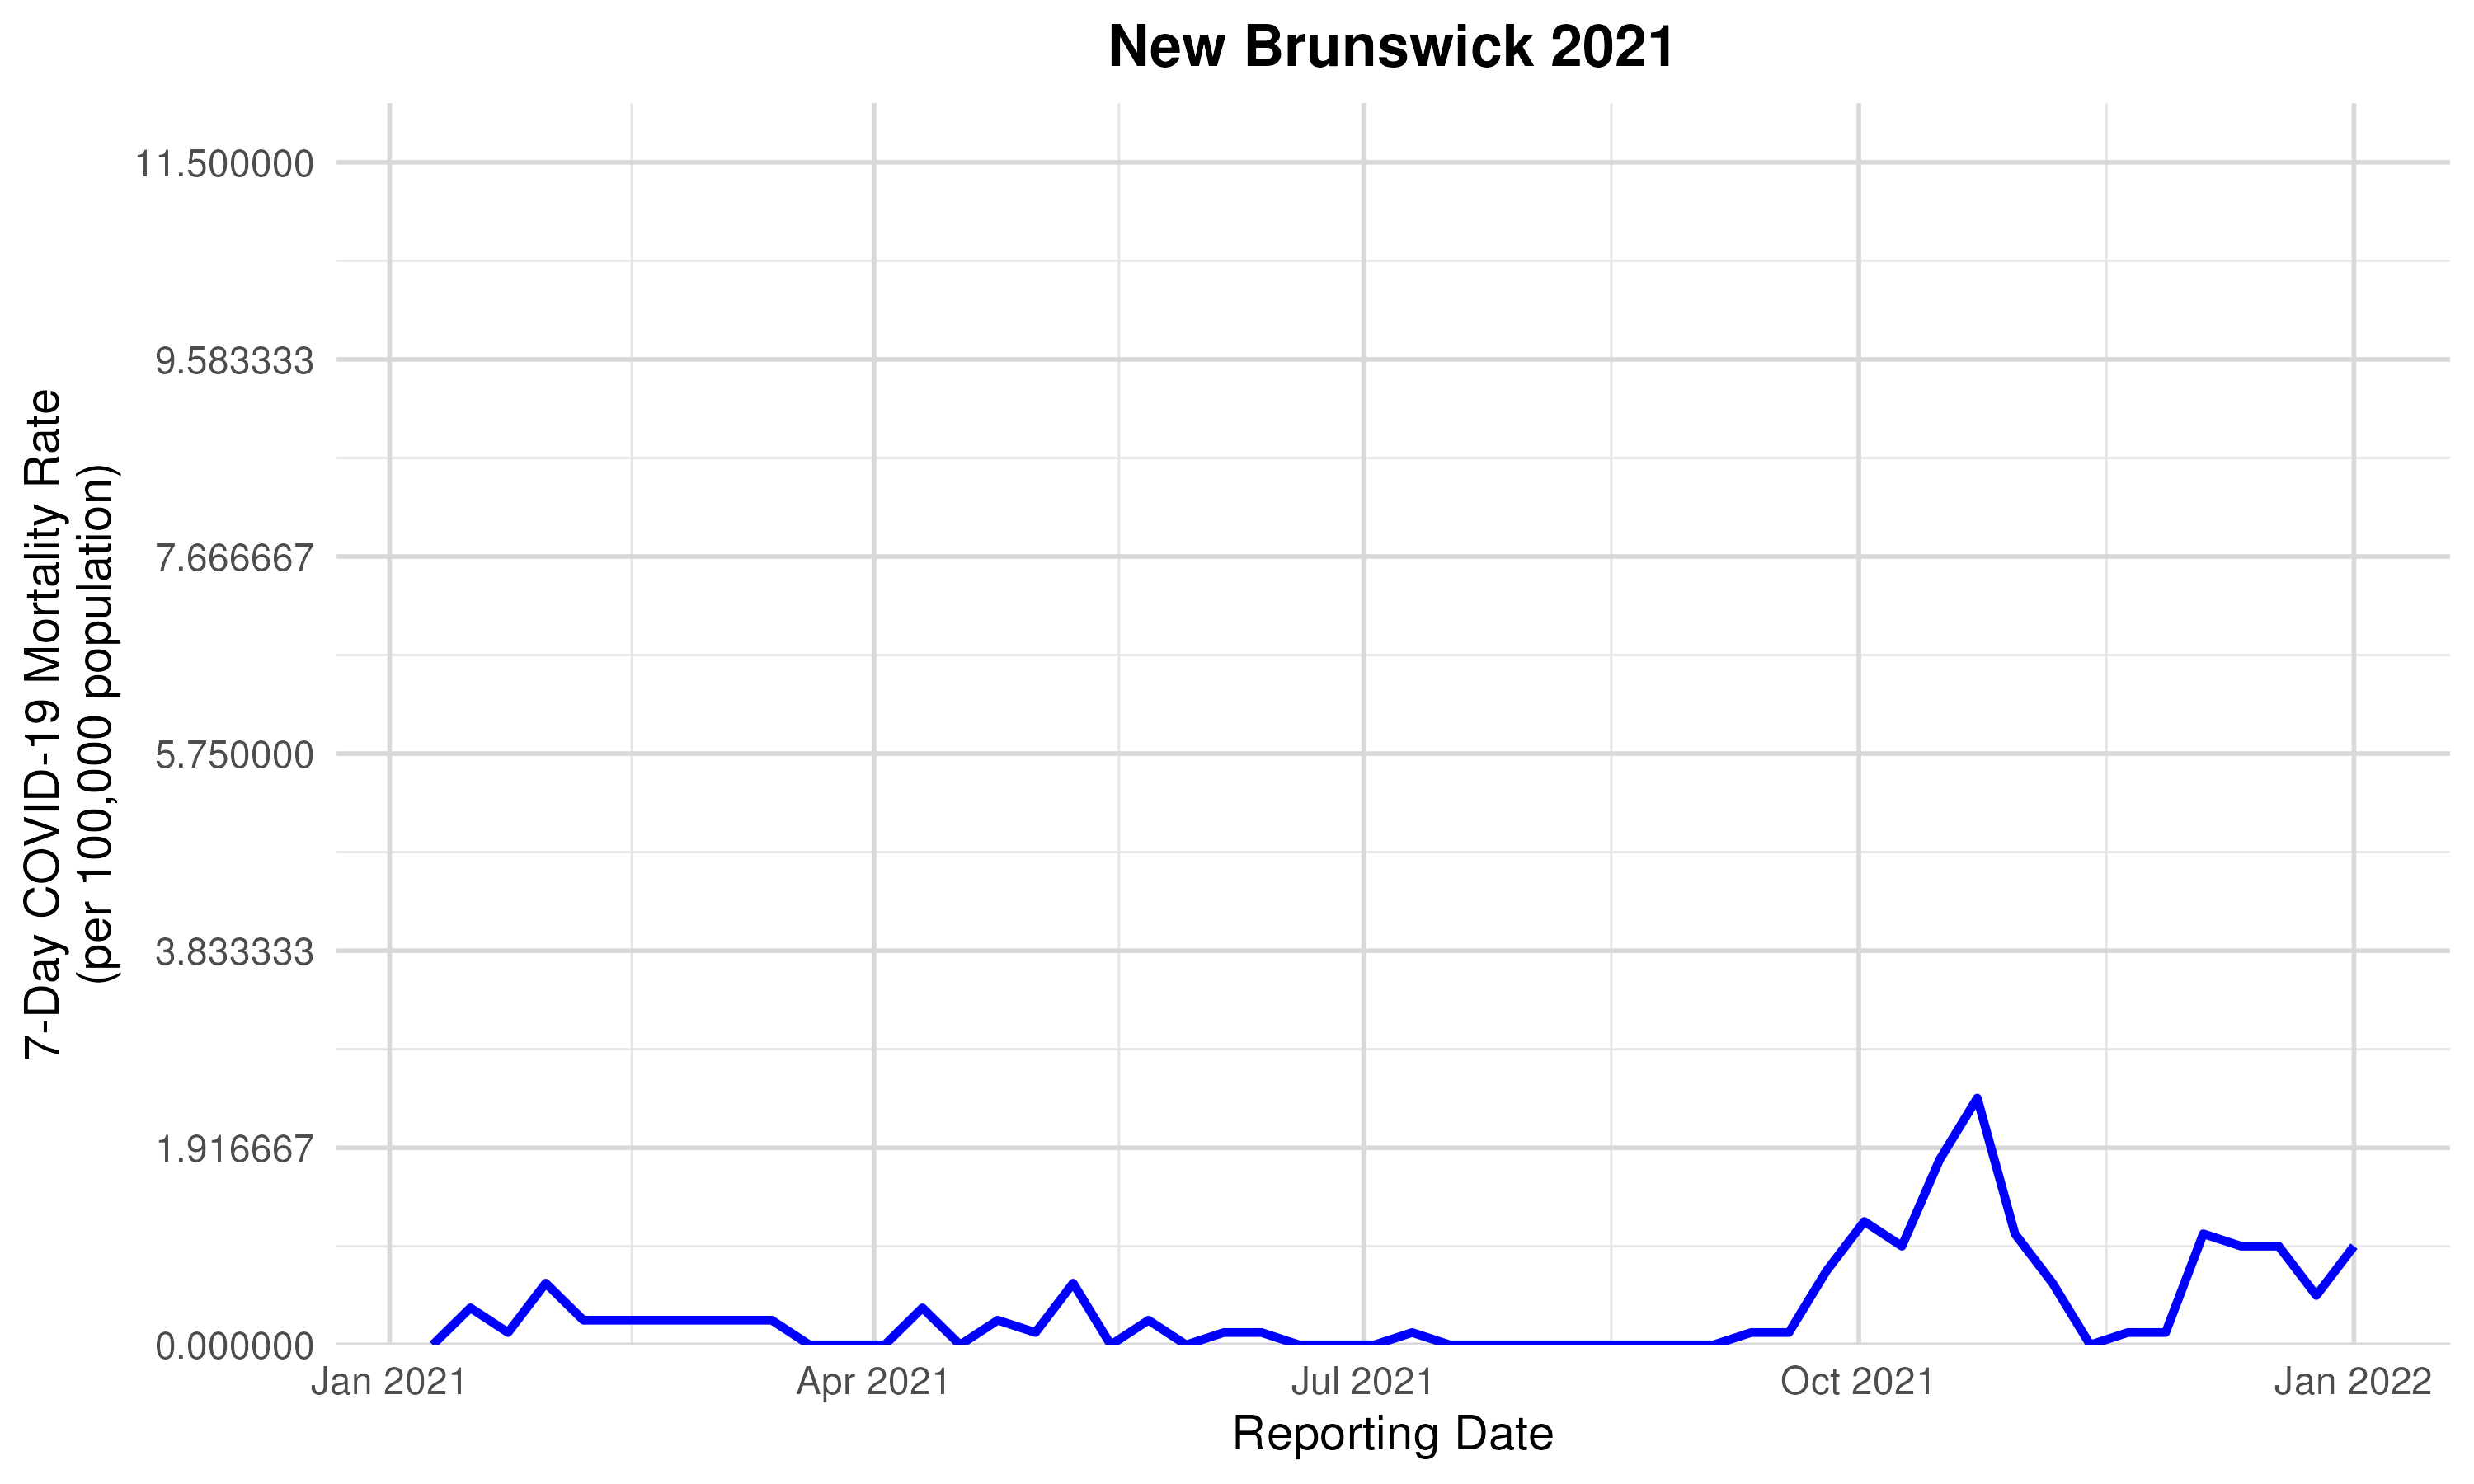 New Brunswick 2021
7-Day COVID-19 Mortality Rate
(per 100,000 population)
11.500000
9.583333
7.666667
5.750000
3.833333
1.916667
0.000000
Jan 2021 Apr 2021 Jul 2021 Oct 2021 Jan 2022
Reporting Date